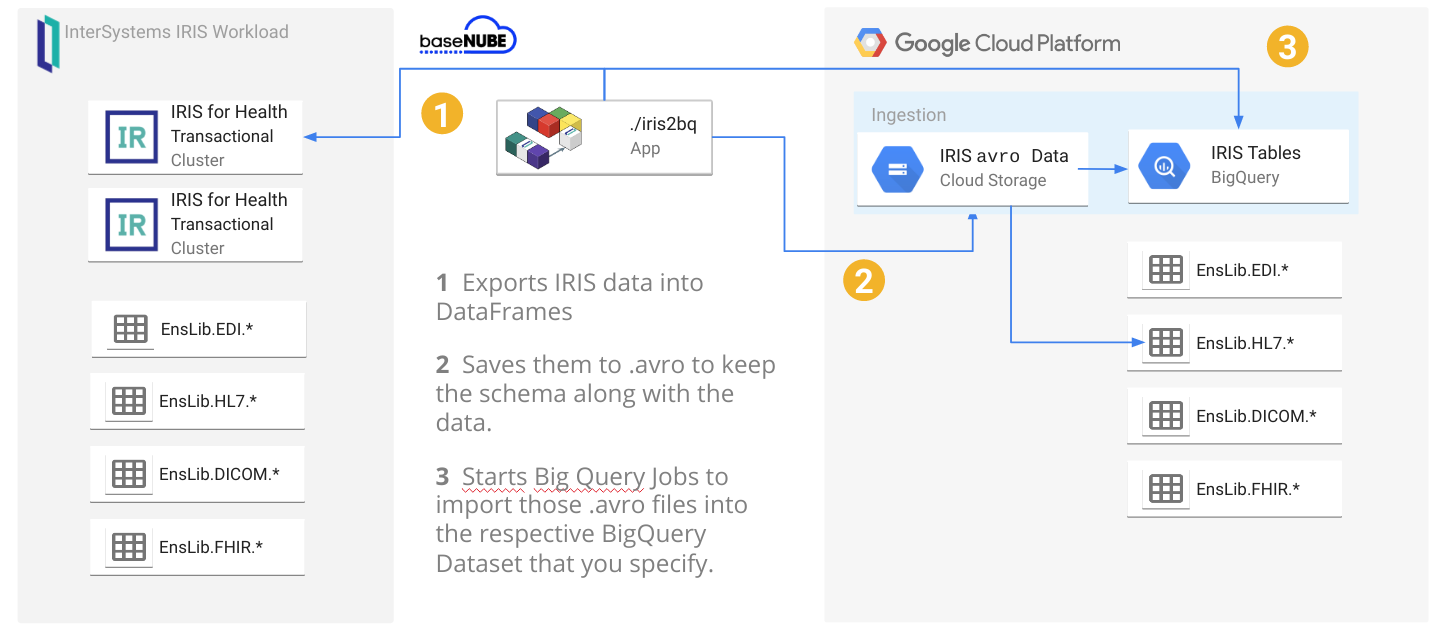 InterSystems IRIS Workload
IR
IRIS for Health
Transactional
Cluster
IR
IRIS for Health
Transactional
Cluster
EnsLib.EDI.*
EnsLib.HL7.*
EnsLib.DICOM.*
EnsLib.FHIR.*
baseNUBE
1
./iris2bq
App
2
1 Exports IRIS data into
DataFrames
2 Saves them to .avro to keep
the schema along with the
data.
3 Starts Big Query Jobs to
import those .avro files into
the respective BigQuery
Dataset that you specify.
Google Cloud Platform
3
Ingestion
IRIS avro Data
Cloud Storage
IRIS Tables
BigQuery
EnsLib.EDI.*
EnsLib.HL7.*
EnsLib.DICOM.*
EnsLib.FHIR.*